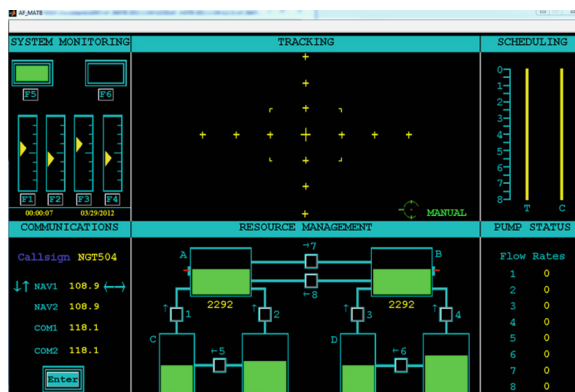 AF_MATB
SYSTEM MONITORING
TRACKING
SCHEDULING
F5
F6
0
1
2
3
4
5
6
7
8
T
C
F1
F2
F3
F4
00:00:07
03/29/2012
MANUAL
COMMUNICATIONS
RESOURCE MANAGEMENT
PUMP STATUS
Callsign NGT504
↓↑ NAV1 108.9 ←→
NAV2 108.9
COM1 118.1
COM2 118.1
Enter
A
B
←7
→8
2292
2292
↑ 1
↑ 2
↑ 3
↑ 4
C
D
←5
←6
Flow Rates
1 0
2 0
3 0
4 0
5 0
6 0
7 0
8 0